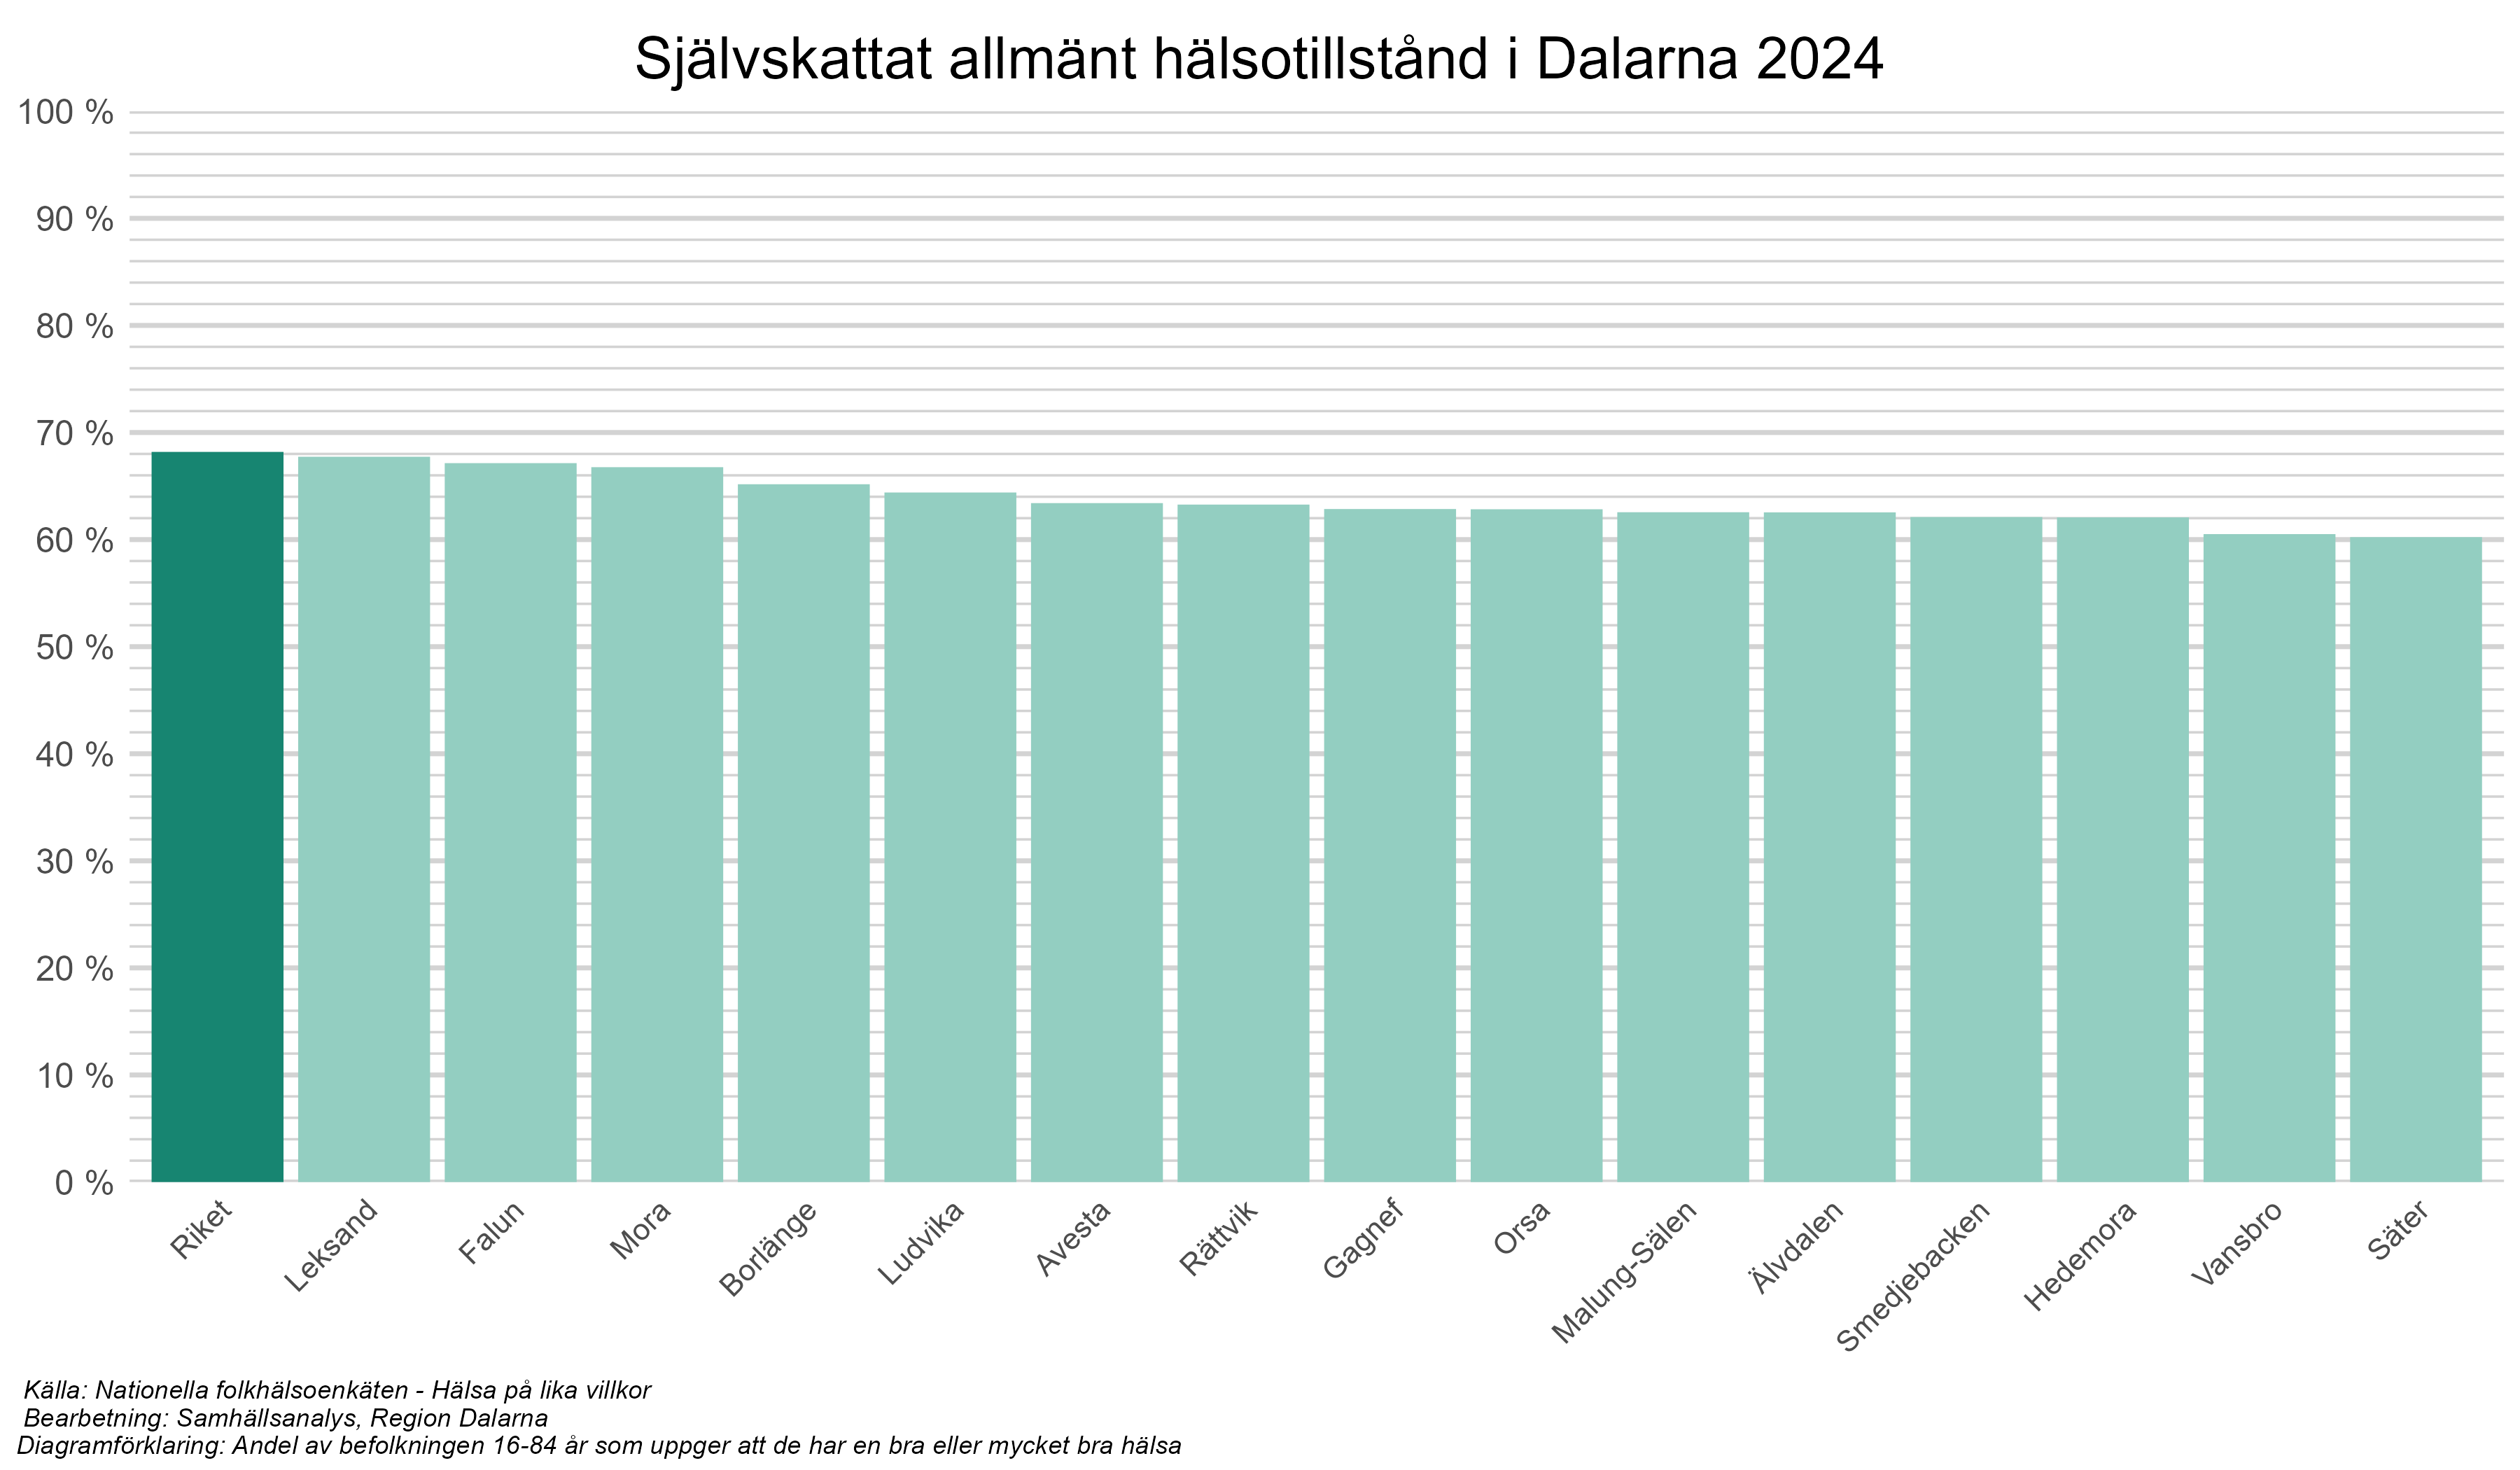 Självskattat allmänt hälsotillstånd i Dalarna 2024
100 %
90 %
80 %
70 %
60 %
50 %
40 %
30 %
20 %
10 %
0 %
Riket
Leksand
Falun
Mora
Borlänge
Ludvika
Avesta
Rättvik
Gagnef
Orsa
Malung-Sälen
Älvdalen
Smedjebacken
Hedemora
Vansbro
Säter
Källa: Nationella folkhälsoenkäten - Hälsa på lika villkor
Bearbetning: Samhällsanalys, Region Dalarna
Diagramförklaring: Andel av befolkningen 16-84 år som uppger att de har en bra eller mycket bra hälsa